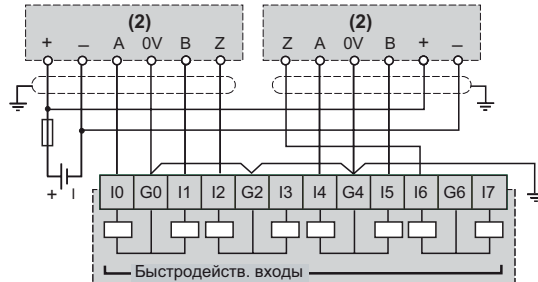 (2) (2)
+ – A 0V B Z Z A 0V B + –
+ –
I0 G0 I1 I2 G2 I3 I4 G4 I5 I6 G6 I7
Быстродейств. входы